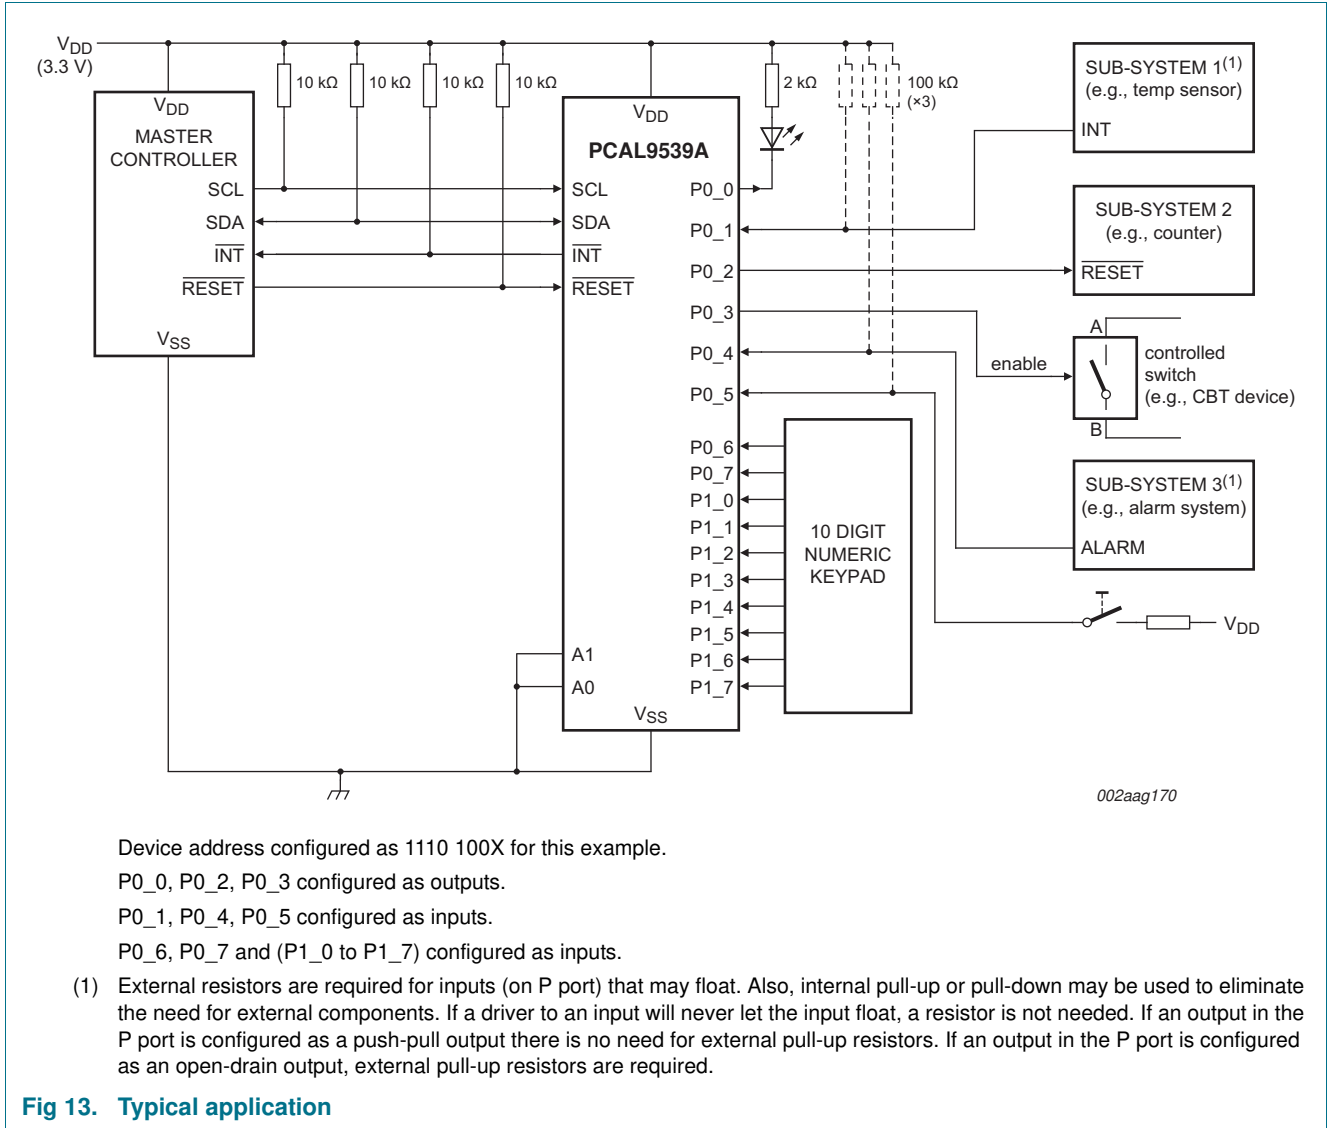 VDD
(3.3 V)
10 kΩ
10 kΩ
10 kΩ
10 kΩ
2 kΩ
100 kΩ
(×3)
VDD
MASTER
CONTROLLER
SCL
SDA
INT
RESET
VSS
VDD
PCAL9539A
SCL
SDA
INT
RESET
A1
A0
VSS
P0_0
P0_1
P0_2
P0_3
P0_4
P0_5
P0_6
P0_7
P1_0
P1_1
P1_2
P1_3
P1_4
P1_5
P1_6
P1_7
10 DIGIT
NUMERIC
KEYPAD
SUB-SYSTEM 1(1)
(e.g., temp sensor)
INT
SUB-SYSTEM 2
(e.g., counter)
RESET
enable
A
B
controlled
switch
(e.g., CBT device)
SUB-SYSTEM 3(1)
(e.g., alarm system)
ALARM
VDD
002aag170
Device address configured as 1110 100X for this example.
P0_0, P0_2, P0_3 configured as outputs.
P0_1, P0_4, P0_5 configured as inputs.
P0_6, P0_7 and (P1_0 to P1_7) configured as inputs.
(1) External resistors are required for inputs (on P port) that may float. Also, internal pull-up or pull-down may be used to eliminate
the need for external components. If a driver to an input will never let the input float, a resistor is not needed. If an output in the
P port is configured as a push-pull output there is no need for external pull-up resistors. If an output in the P port is configured
as an open-drain output, external pull-up resistors are required.
Fig 13. Typical application